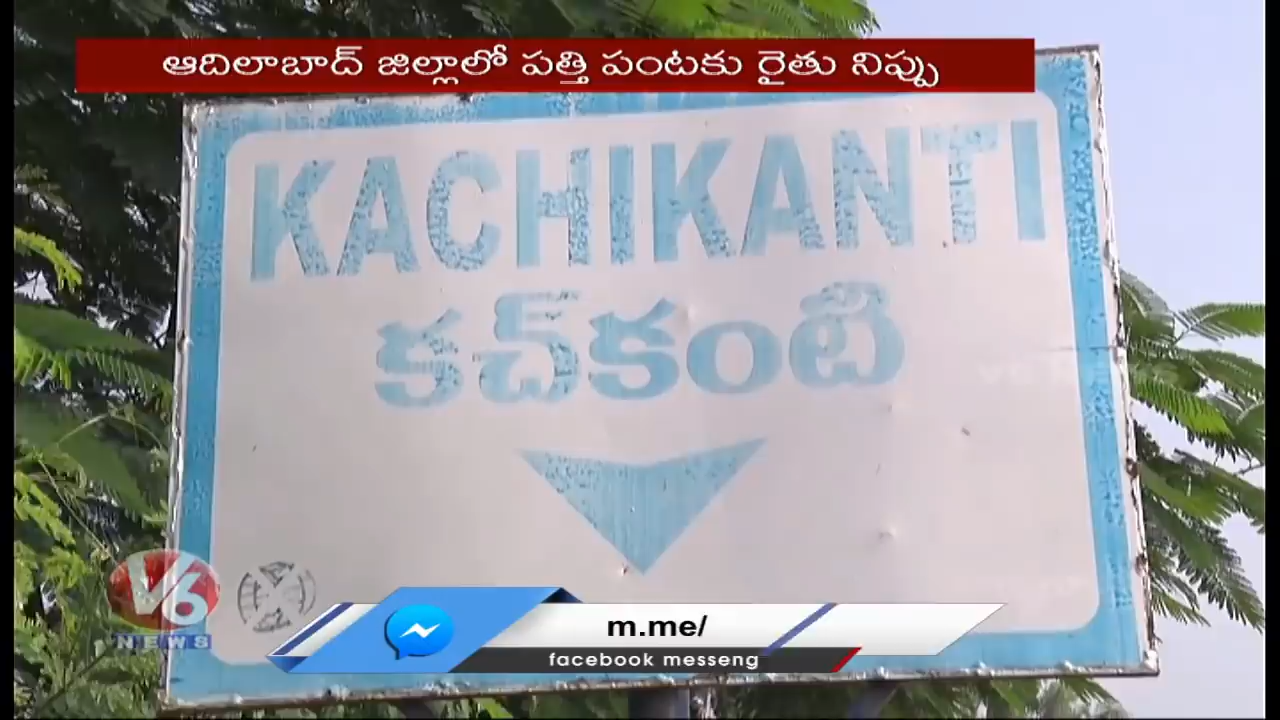 ఆదిలాబాద్ జిల్లాలో పత్తి పంటకు రైతు నిప్పు
KACHIKANTI
కచ్‌కంటి
V6
NEWS
m.me/
facebook messeng